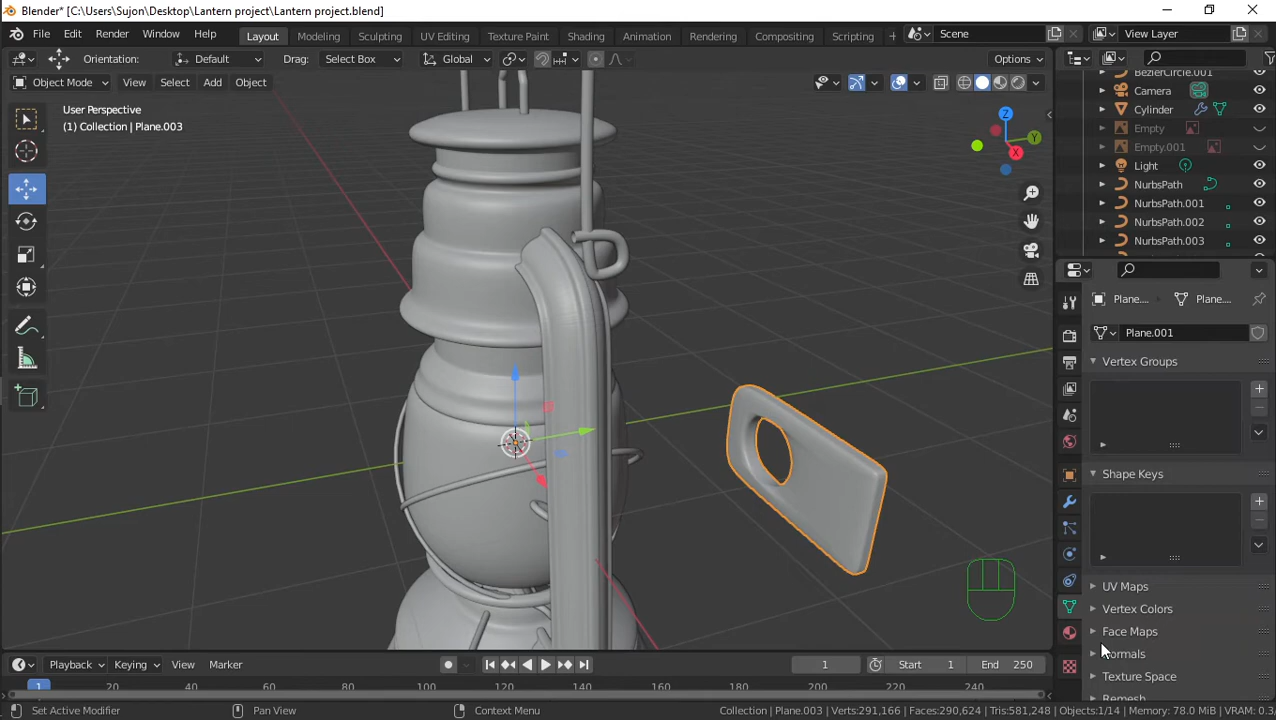 Blender* [C:\Users\Sujon\Desktop\Lantern project\Lantern project.blend]
File Edit Render Window Help Layout Modeling Sculpting UV Editing Texture Paint Shading Animation Rendering Compositing Scripting + Scene View Layer
Orientation: Default Drag: Select Box Global Options
Object Mode View Select Add Object
User Perspective
(1) Collection | Plane.003
Z
Y
X
BezierCircle.001
Camera
Cylinder
Empty
Empty.001
Light
NurbsPath
NurbsPath.001
NurbsPath.002
NurbsPath.003
Plane.... Plane....
Plane.001
Vertex Groups
Shape Keys
UV Maps
Vertex Colors
Face Maps
Normals
Texture Space
Remesh
Playback Keying View Marker 1 Start 1 End 250
1 20 40 60 80 100 120 140 160 180 200 220 240
Set Active Modifier Pan View Context Menu Collection | Plane.003 | Verts:291,166 | Faces:290,624 | Tris:581,248 | Objects:1/14 | Memory: 78.0 MiB | VRAM: 0.3/